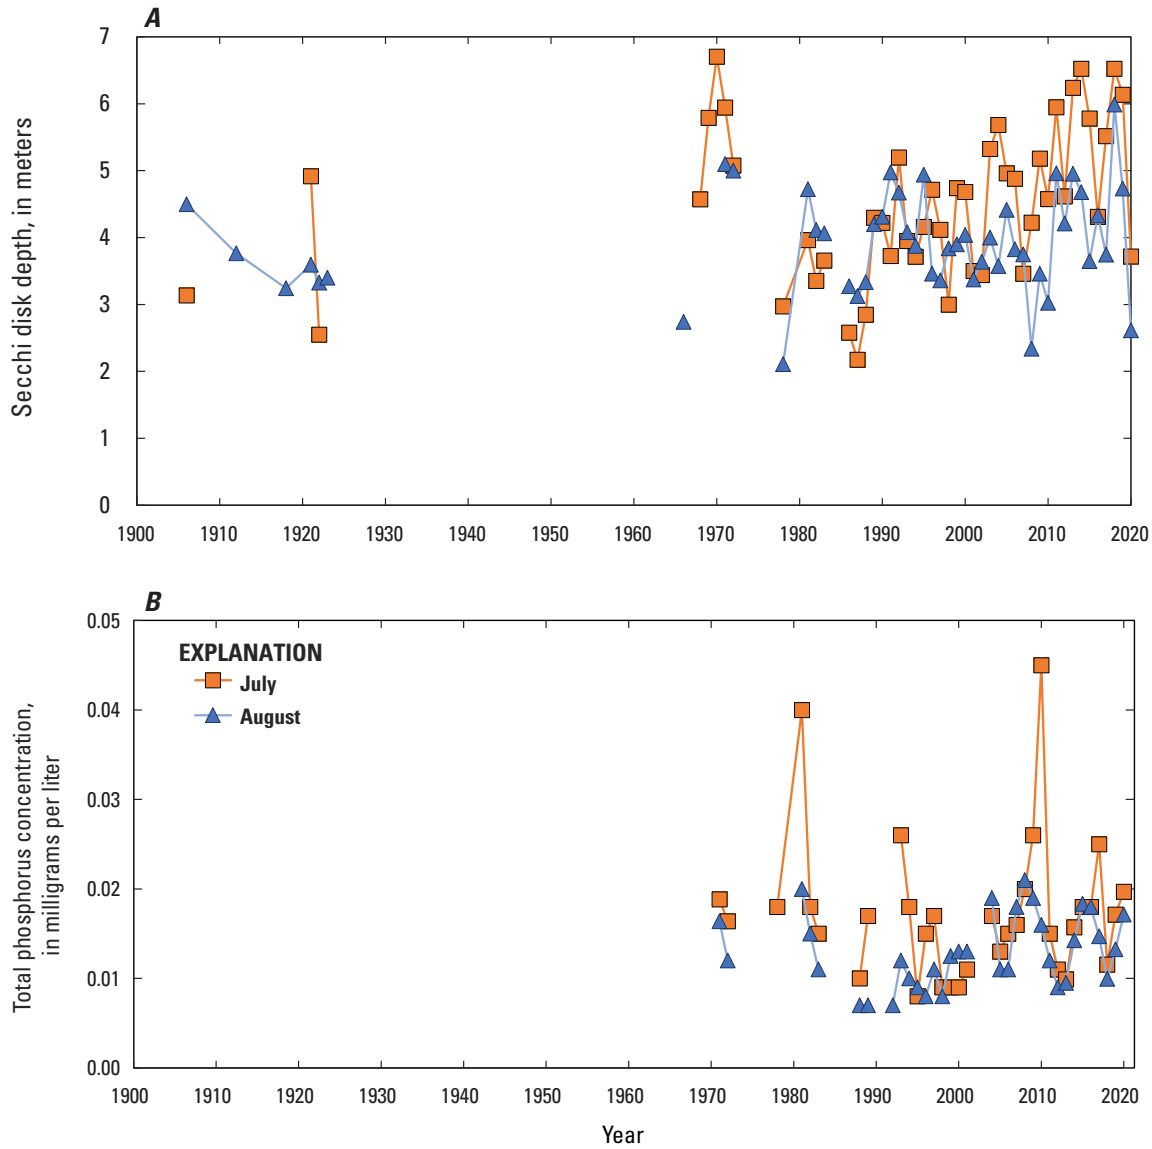 A
7
6
5
4
3
2
1
0
Secchi disk depth, in meters
1900 1910 1920 1930 1940 1950 1960 1970 1980 1990 2000 2010 2020
B
0.05
0.04
0.03
0.02
0.01
0.00
Total phosphorus concentration,
in milligrams per liter
EXPLANATION
July
August
1900 1910 1920 1930 1940 1950 1960 1970 1980 1990 2000 2010 2020
Year